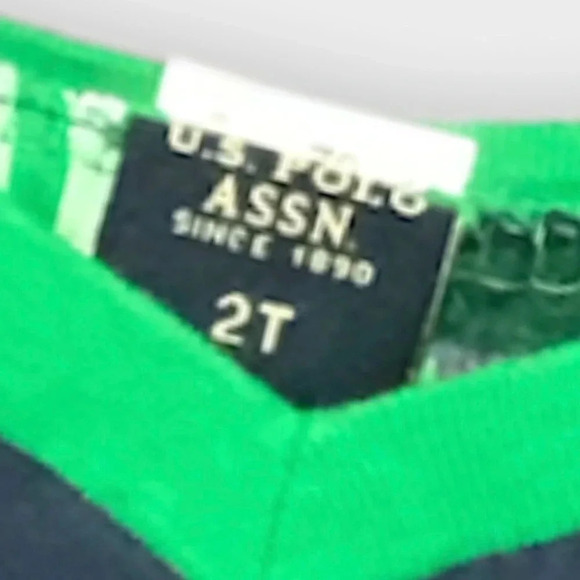 U.S. POLO
ASSN.
SINCE 1890
2T